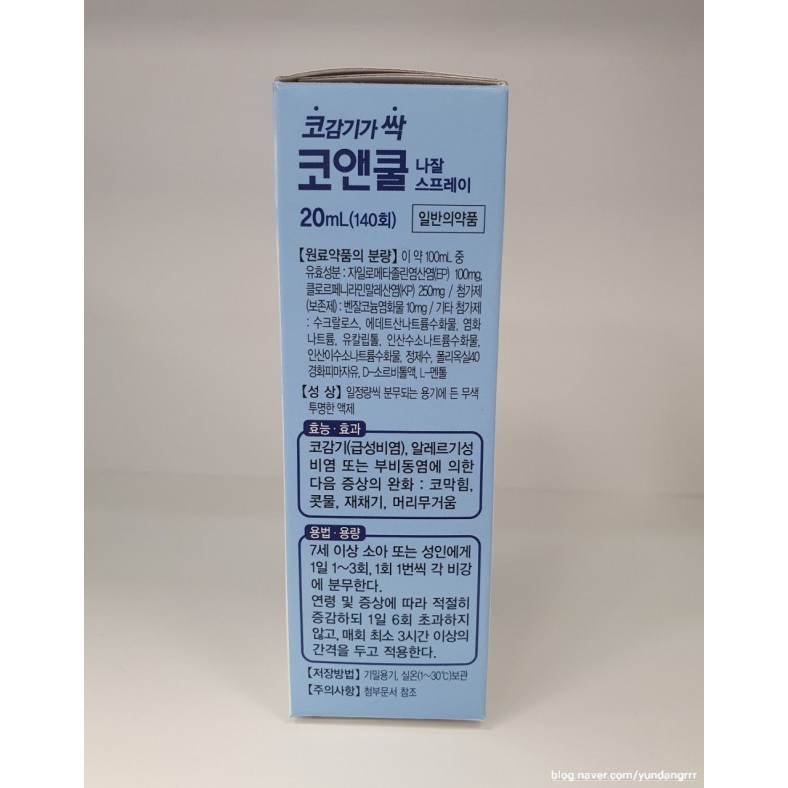 코감기가 싹
코앤쿨 나잘
스프레이
20mL(140회) 일반의약품
【원료약품의 분량】 이 약 100mL 중
유효성분 : 자일로메타졸린염산염(EP) 100mg,
클로르페니라민말레산염(KP) 250mg / 첨가제
(보존제) : 벤잘코늄염화물 10mg / 기타 첨가제
: 수크랄로스, 에데트산나트륨수화물, 염화
나트륨, 유칼립톨, 인산수소나트륨수화물,
인산이수소나트륨수화물, 정제수, 폴리옥실40
경화피마자유, D-소르비톨액, L-멘톨
【성 상】 일정량씩 분무되는 용기에 든 무색
투명한 액제
효능·효과
코감기(급성비염), 알레르기성
비염 또는 부비동염에 의한
다음 증상의 완화 : 코막힘,
콧물, 재채기, 머리무거움
용법·용량
7세 이상 소아 또는 성인에게
1일 1~3회, 1회 1번씩 각 비강
에 분무한다.
연령 및 증상에 따라 적절히
증감하되 1일 6회 초과하지
않고, 매회 최소 3시간 이상의
간격을 두고 적용한다.
【저장방법】 기밀용기, 실온(1~30℃)보관
【주의사항】 첨부문서 참조
blog.naver.com/yundangrrr